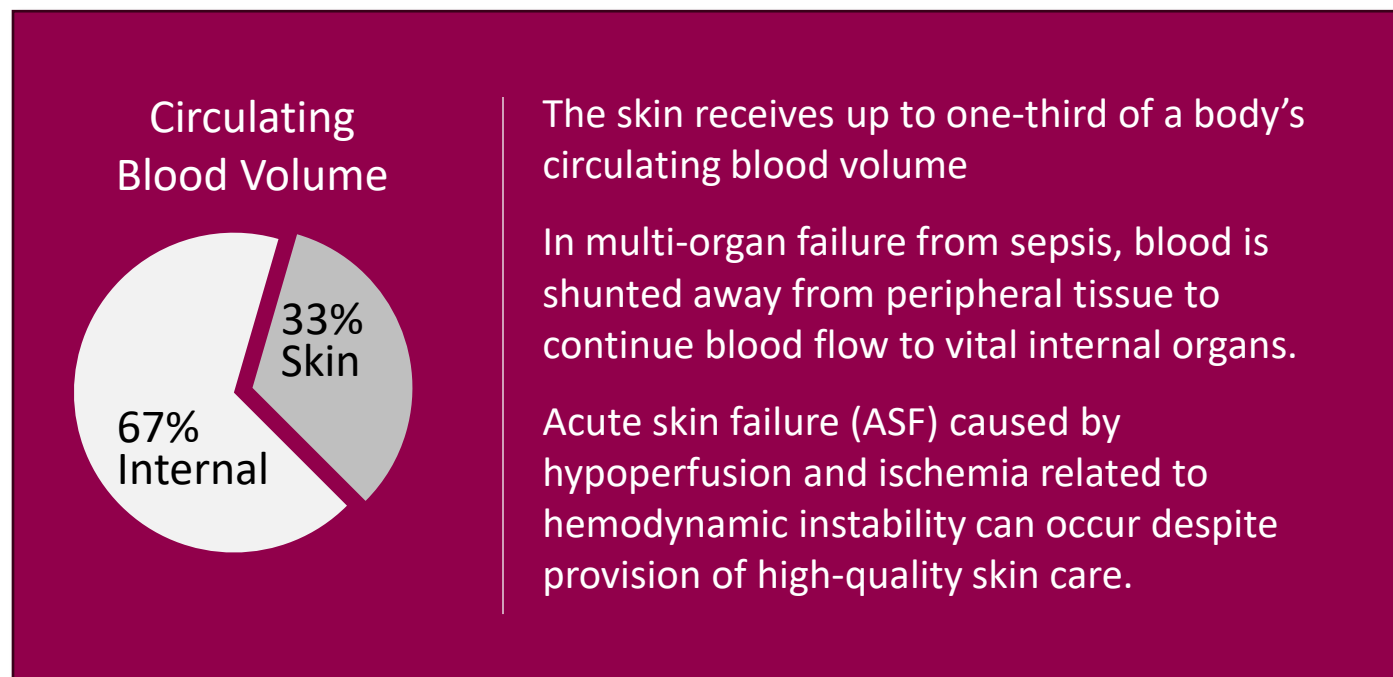 Circulating
Blood Volume
33%
Skin
67%
Internal
The skin receives up to one-third of a body’s
circulating blood volume
In multi-organ failure from sepsis, blood is
shunted away from peripheral tissue to
continue blood flow to vital internal organs.
Acute skin failure (ASF) caused by
hypoperfusion and ischemia related to
hemodynamic instability can occur despite
provision of high-quality skin care.